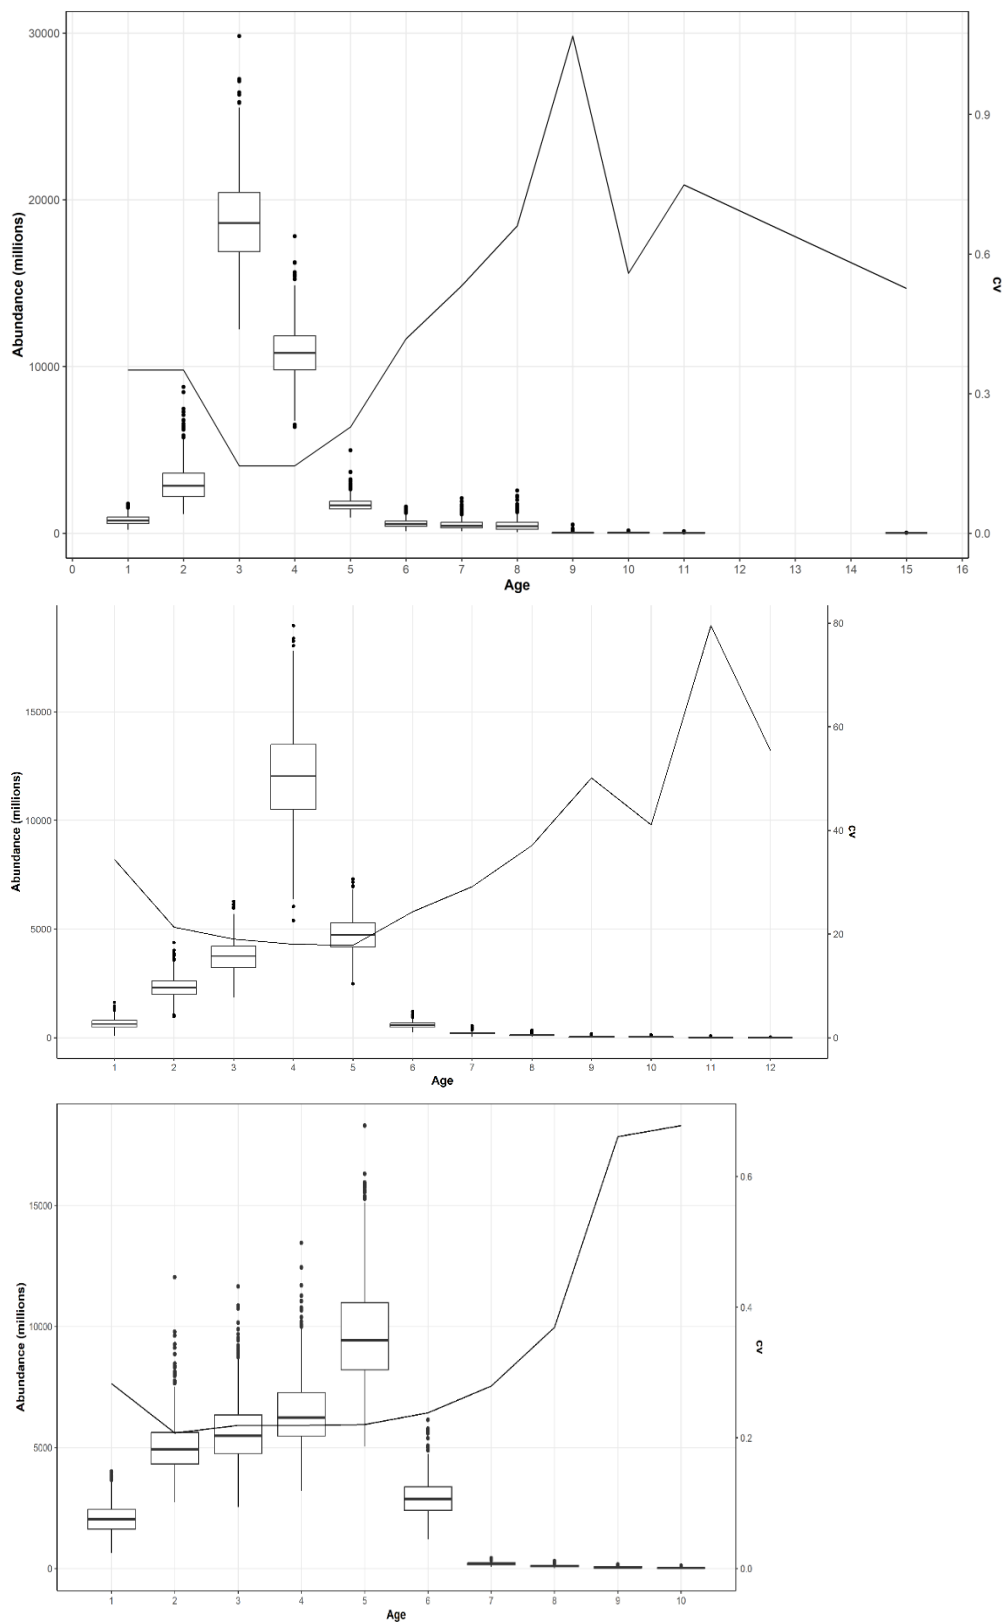 30000
20000
10000
0
Abundance (millions)
0.9
0.6
0.3
0.0
CV
0 1 2 3 4 5 6 7 8 9 10 11 12 13 14 15 16
Age
15000
10000
5000
0
Abundance (millions)
80
60
40
20
0
CV
1 2 3 4 5 6 7 8 9 10 11 12
Age
15000
10000
5000
0
Abundance (millions)
0.6
0.4
0.2
0.0
CV
1 2 3 4 5 6 7 8 9 10
Age